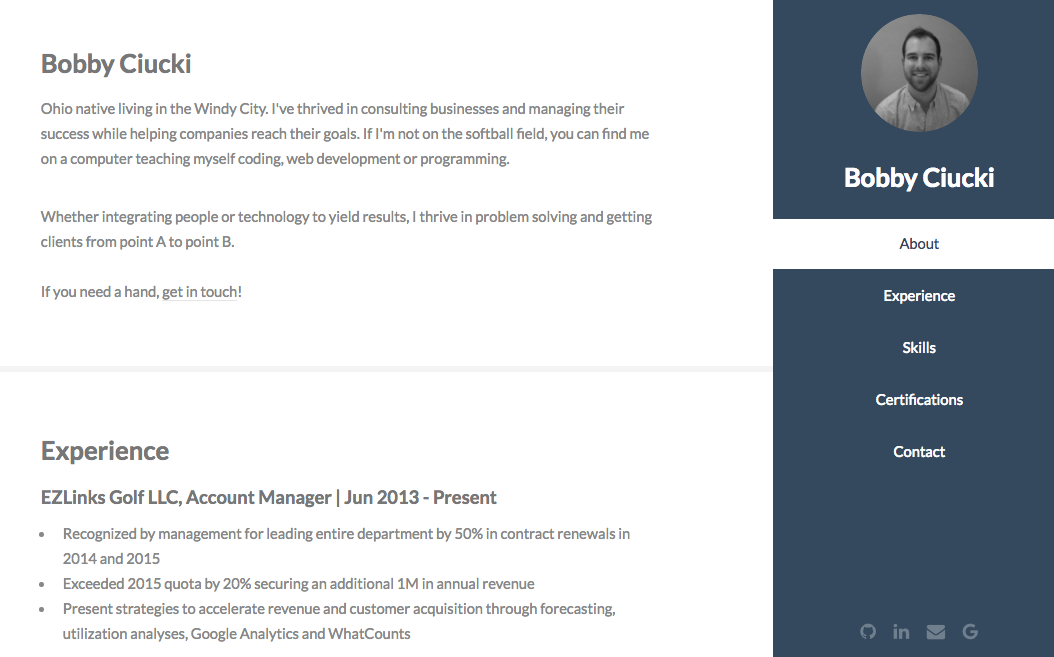 Bobby Ciucki
Ohio native living in the Windy City. I've thrived in consulting businesses and managing their
success while helping companies reach their goals. If I'm not on the softball field, you can find me
on a computer teaching myself coding, web development or programming.
Whether integrating people or technology to yield results, I thrive in problem solving and getting
clients from point A to point B.
If you need a hand, get in touch!
Experience
EZLinks Golf LLC, Account Manager | Jun 2013 - Present
• Recognized by management for leading entire department by 50% in contract renewals in
2014 and 2015
• Exceeded 2015 quota by 20% securing an additional 1M in annual revenue
• Present strategies to accelerate revenue and customer acquisition through forecasting,
utilization analyses, Google Analytics and WhatCounts
Bobby Ciucki
About
Experience
Skills
Certifications
Contact